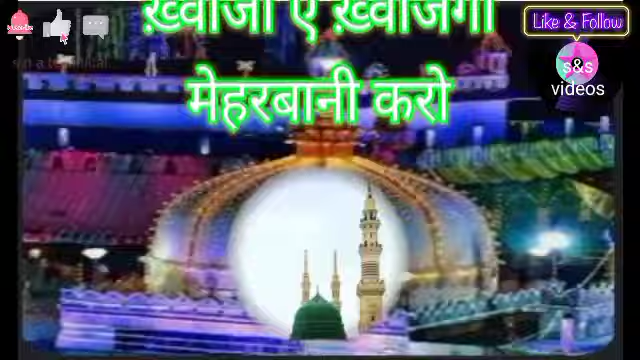 ख़्वाजा ए ख़्वाजगा
मेहरबानी करो
Like & Follow
s&s
videos